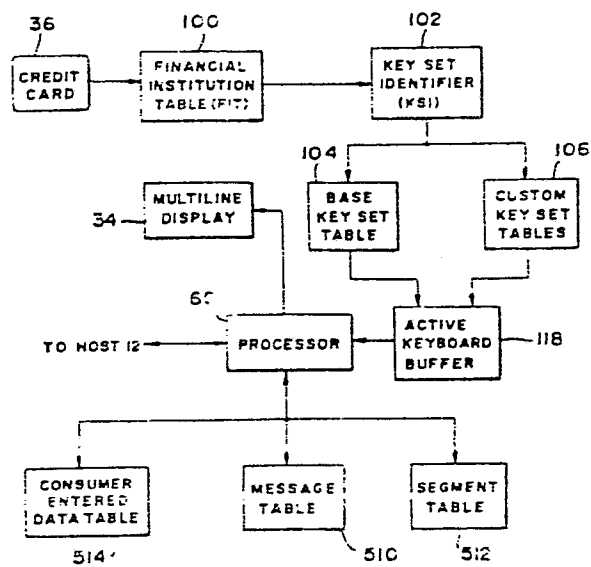 36
100
102
CREDIT
CARD
FINANCIAL
INSTITUTION
TABLE (FIT)
KEY SET
IDENTIFIER
(KSI)
104
106
MULTILINE
DISPLAY
34
BASE
KEY SET
TABLE
CUSTOM
KEY SET
TABLES
TO HOST 12
PROCESSOR
ACTIVE
KEYBOARD
BUFFER
118
CONSUMER
ENTERED
DATA TABLE
MESSAGE
TABLE
SEGMENT
TABLE
514
510
512